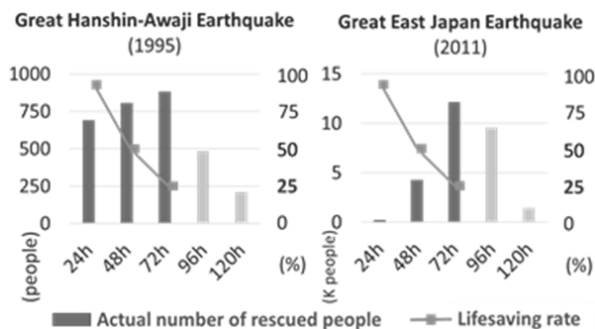 Great Hanshin-Awaji Earthquake
(1995)
1000
750
500
250
0
100
75
50
25
0
(people)
24h
48h
72h
96h
120h
(%)
Great East Japan Earthquake
(2011)
15
10
5
0
100
75
50
25
0
(K people)
24h
48h
72h
96h
120h
(%)
Actual number of rescued people
Lifesaving rate